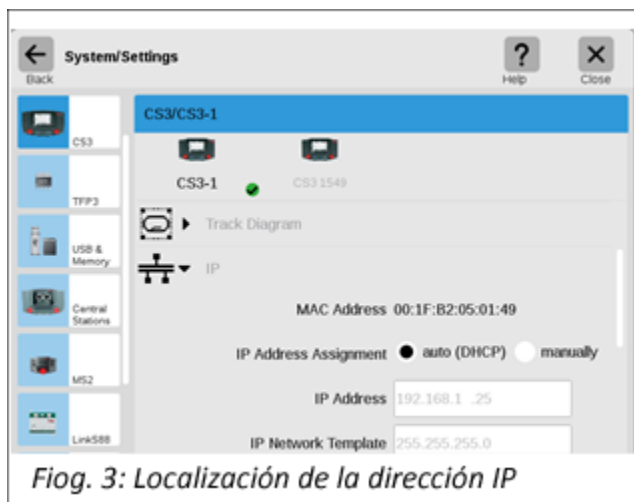 System/Settings
Back
Help
Close
CS3/CS3-1
CS3
CS3-1
CS3 1549
TFP3
Track Diagram
USB &
Memory
IP
MAC Address 00:1F:B2:05:01:49
Central
Stations
IP Address Assignment auto (DHCP) manually
MS2
IP Address 192.168.1 .25
LinkS88
IP Network Template 255.255.255.0
Fiog. 3: Localización de la dirección IP